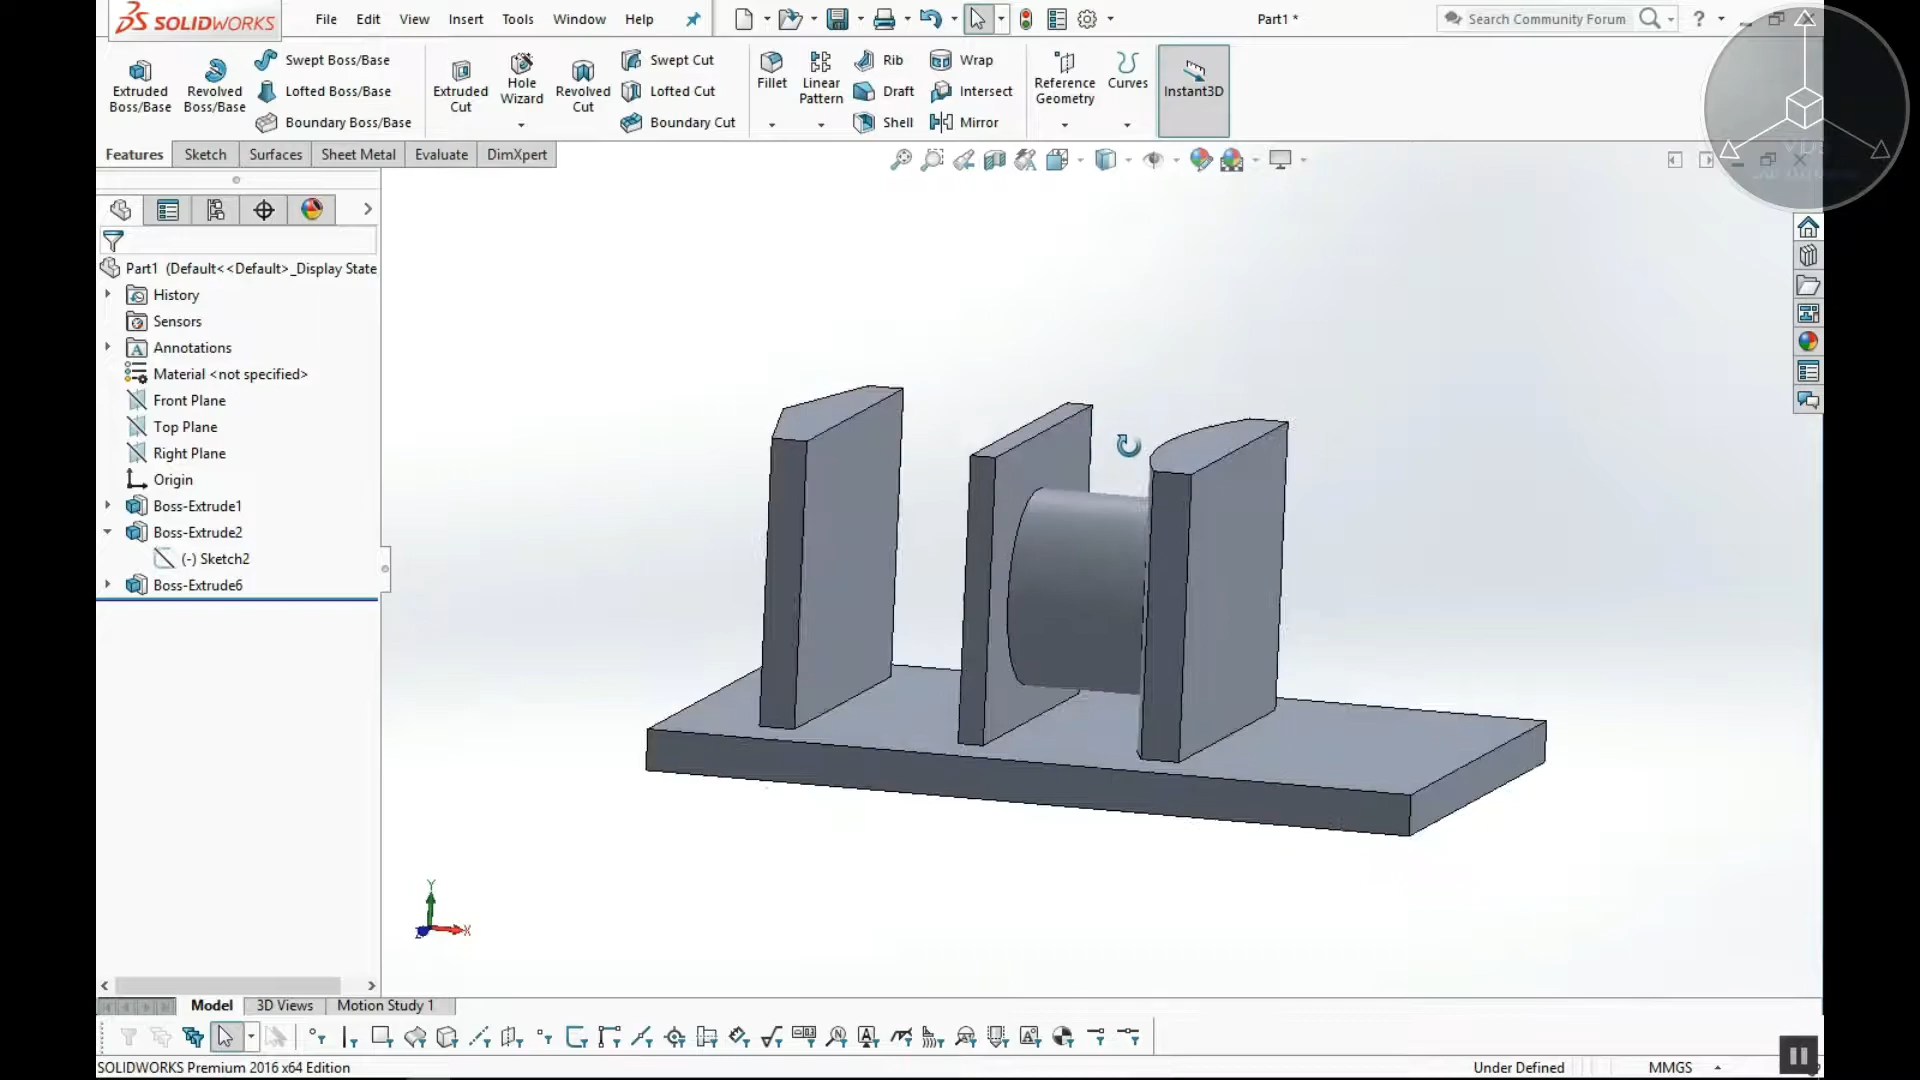 SOLIDWORKS File Edit View Insert Tools Window Help Part1 * Search Community Forum ?
Extruded Boss/Base
Revolved Boss/Base
Swept Boss/Base
Lofted Boss/Base
Boundary Boss/Base
Extruded Cut
Hole Wizard
Revolved Cut
Swept Cut
Lofted Cut
Boundary Cut
Fillet
Linear Pattern
Rib
Draft
Shell
Wrap
Intersect
Mirror
Reference Geometry
Curves
Instant3D
Features Sketch Surfaces Sheet Metal Evaluate DimXpert
Part1 (Default<<Default>_Display State
History
Sensors
Annotations
Material <not specified>
Front Plane
Top Plane
Right Plane
Origin
Boss-Extrude1
Boss-Extrude2
(-) Sketch2
Boss-Extrude6
Y
X
Model 3D Views Motion Study 1
SOLIDWORKS Premium 2016 x64 Edition Under Defined MMGS